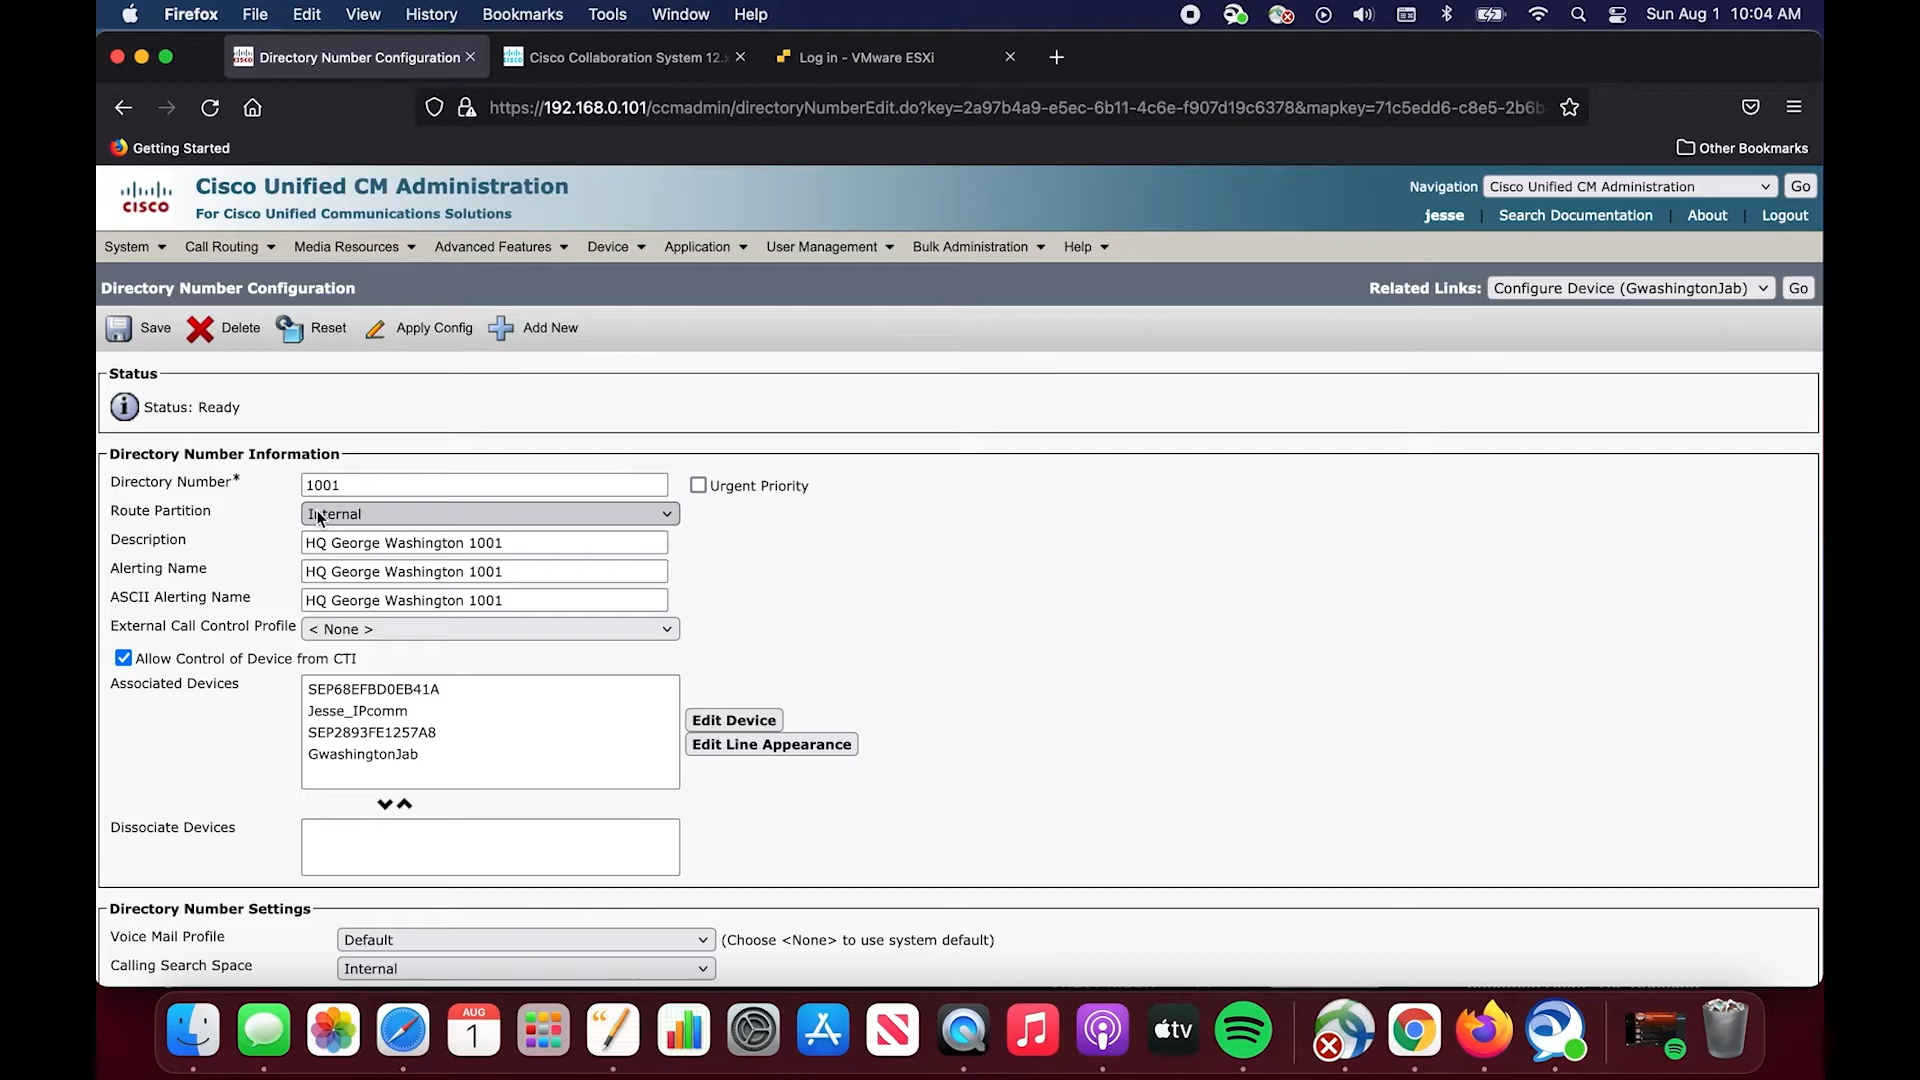 Firefox File Edit View History Bookmarks Tools Window Help Sun Aug 1 10:04 AM
Directory Number Configuration Cisco Collaboration System 12. Log in - VMware ESXi
https://192.168.0.101/ccmadmin/directoryNumberEdit.do?key=2a97b4a9-e5ec-6b11-4c6e-f907d19c6378&mapkey=71c5edd6-c8e5-2b6b-
Getting Started Other Bookmarks
CISCO
Cisco Unified CM Administration
For Cisco Unified Communications Solutions
Navigation Cisco Unified CM Administration Go
jesse | Search Documentation | About | Logout
System Call Routing Media Resources Advanced Features Device Application User Management Bulk Administration Help
Directory Number Configuration Related Links: Configure Device (GwashingtonJab) Go
Save Delete Reset Apply Config Add New
Status
Status: Ready
Directory Number Information
Directory Number* 1001 Urgent Priority
Route Partition Internal
Description HQ George Washington 1001
Alerting Name HQ George Washington 1001
ASCII Alerting Name HQ George Washington 1001
External Call Control Profile < None >
Allow Control of Device from CTI
Associated Devices SEP68EFBD0EB41A
Jesse_IPcomm
SEP2893FE1257A8
GwashingtonJab
Edit Device
Edit Line Appearance
Dissociate Devices
Directory Number Settings
Voice Mail Profile Default (Choose <None> to use system default)
Calling Search Space Internal
AUG
1
tv